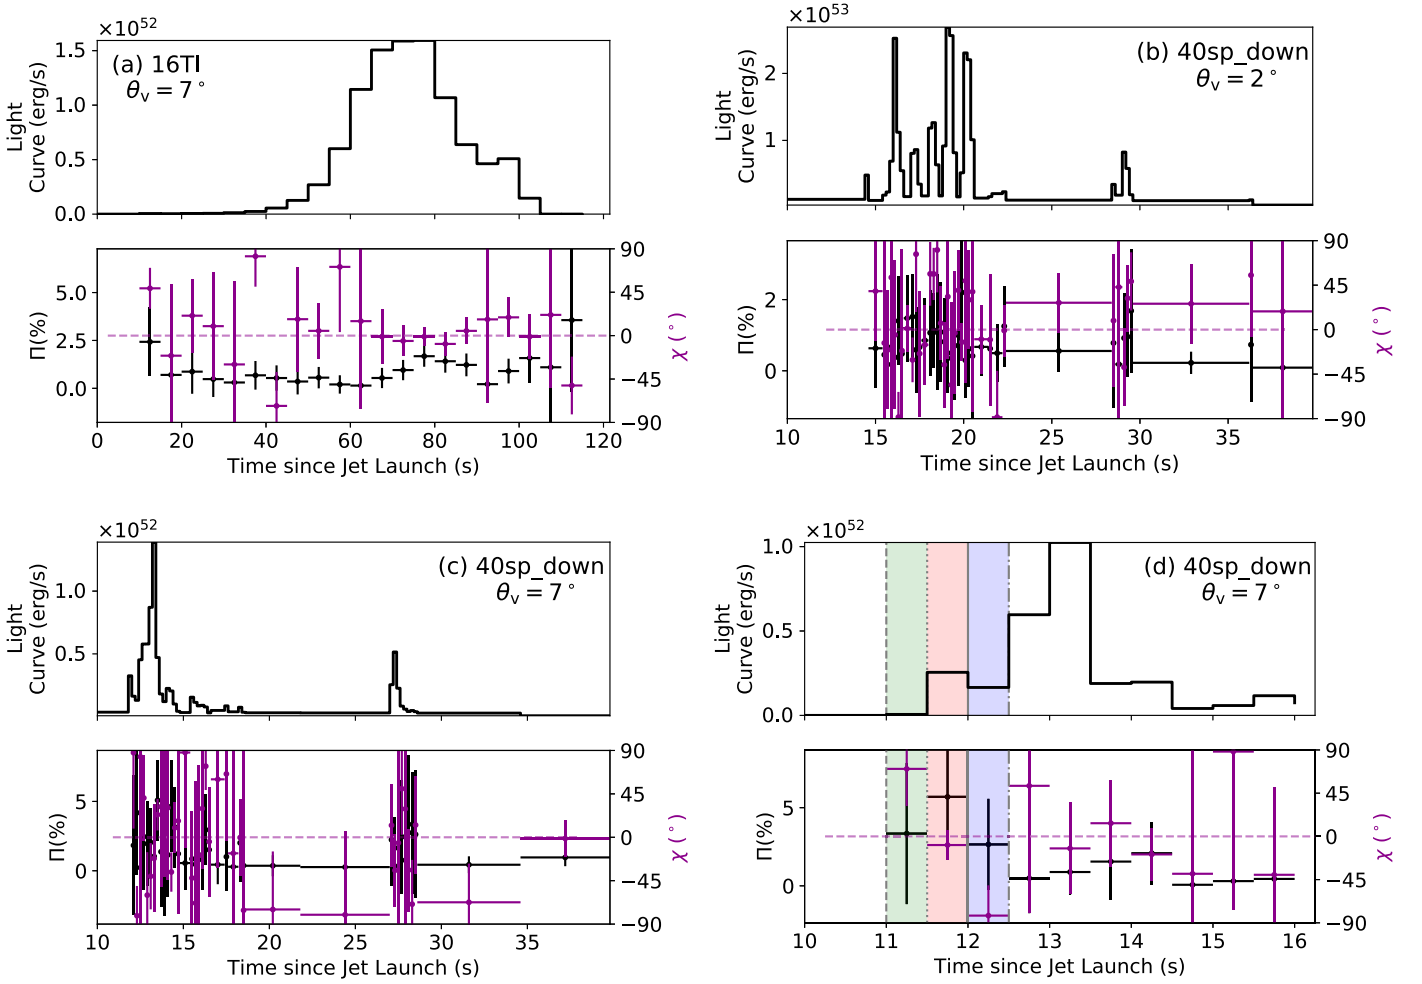 ×10^52
(a) 16TI
θ_v = 7°
Light
Curve (erg/s)
1.5
1.0
0.5
0.0
Π(%)
5.0
2.5
0.0
90
45
0
−45
−90
χ (°)
0 20 40 60 80 100 120
Time since Jet Launch (s)
×10^53
(b) 40sp_down
θ_v = 2°
Light
Curve (erg/s)
2
1
Π(%)
2
0
90
45
0
−45
−90
χ (°)
10 15 20 25 30 35
Time since Jet Launch (s)
×10^52
(c) 40sp_down
θ_v = 7°
Light
Curve (erg/s)
1.0
0.5
Π(%)
5
0
90
45
0
−45
−90
χ (°)
10 15 20 25 30 35
Time since Jet Launch (s)
×10^52
(d) 40sp_down
θ_v = 7°
Light
Curve (erg/s)
1.0
0.5
0.0
Π(%)
5
0
90
45
0
−45
−90
χ (°)
10 11 12 13 14 15 16
Time since Jet Launch (s)